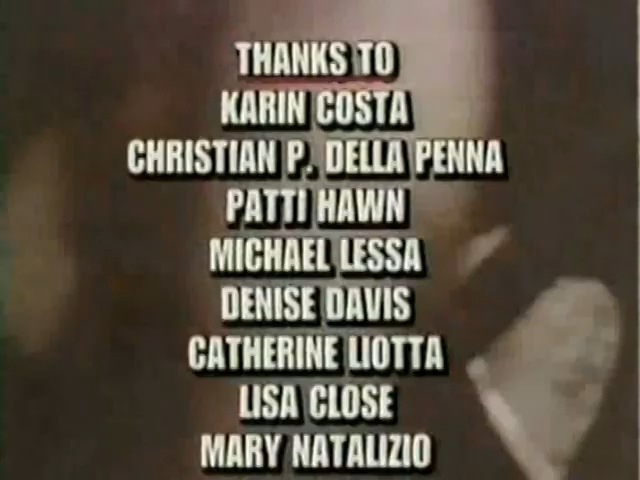 THANKS TO
KARIN COSTA
CHRISTIAN P. DELLA PENNA
PATTI HAWN
MICHAEL LESSA
DENISE DAVIS
CATHERINE LIOTTA
LISA CLOSE
MARY NATALIZIO